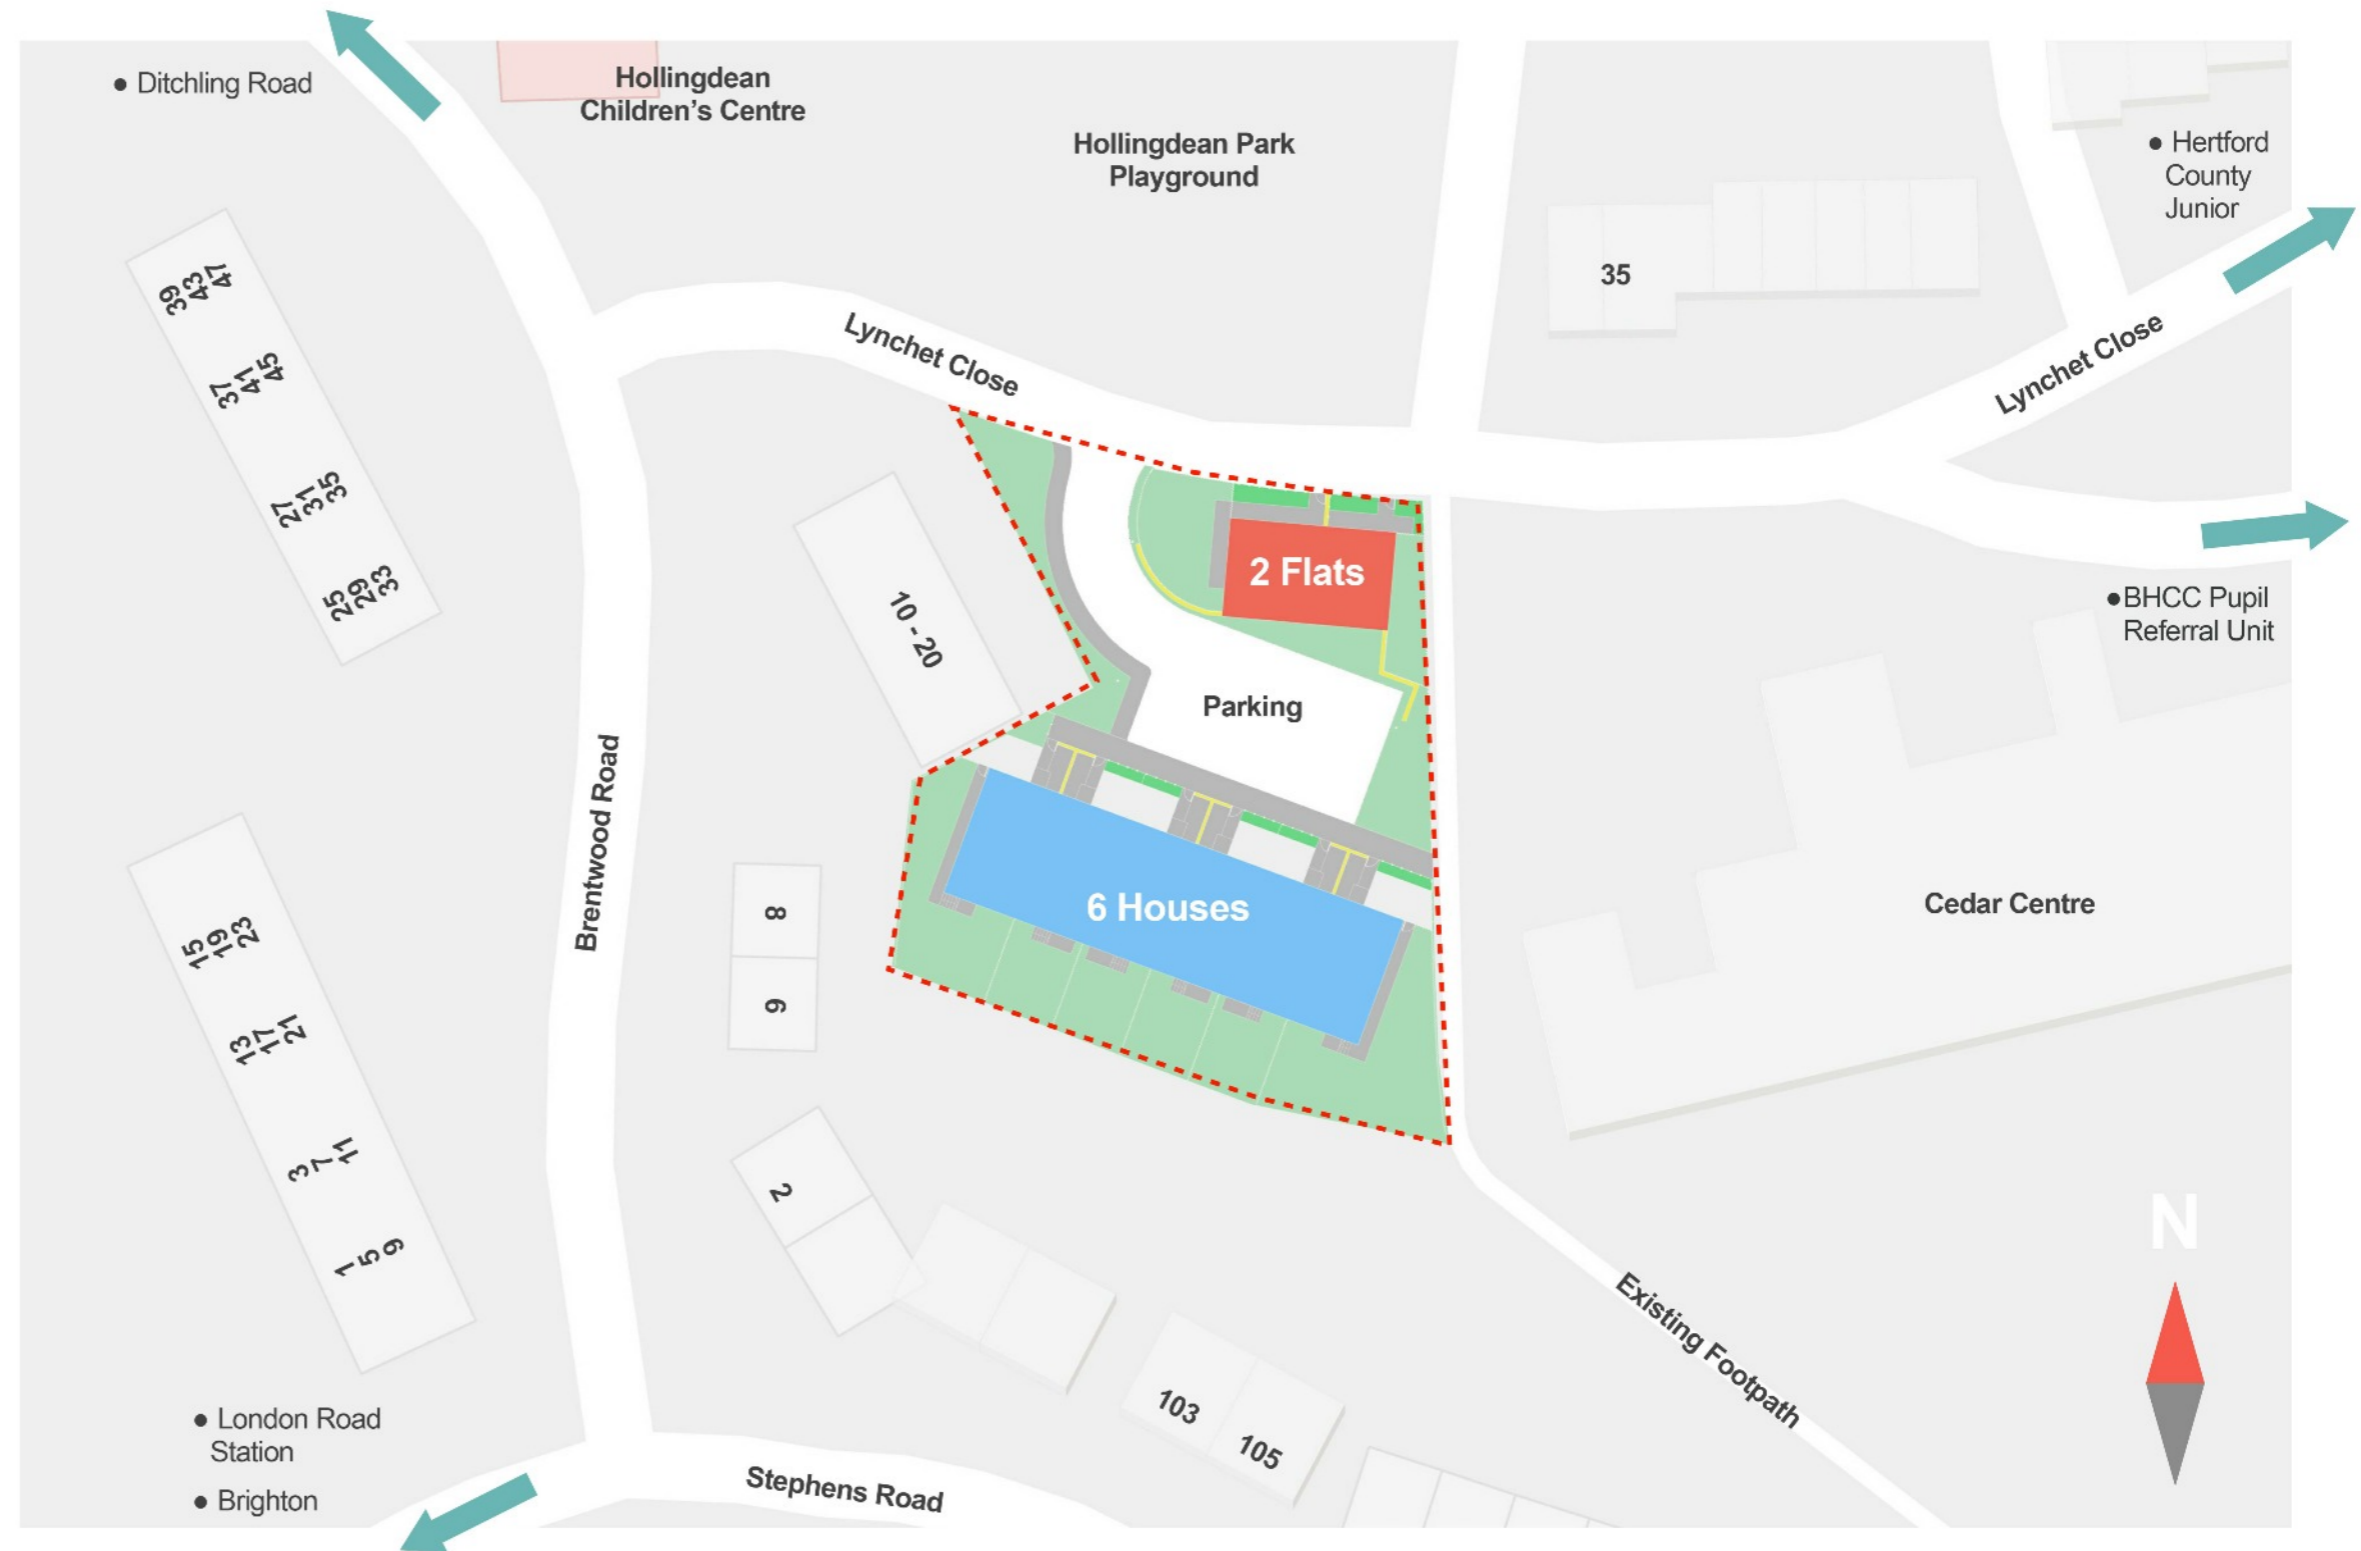 Ditchling Road
Hollingdean
Children's Centre
Hollingdean Park
Playground
Hertford
County
Junior
35
Lynchet Close
Lynchet Close
47
43
39
45
41
37
35
31
27
33
29
25
2 Flats
10 - 20
BHCC Pupil
Referral Unit
Parking
Brentwood Road
6 Houses
8
6
Cedar Centre
23
19
15
21
17
13
11
7
3
9
5
1
2
N
Existing Footpath
103
105
London Road
Station
Brighton
Stephens Road